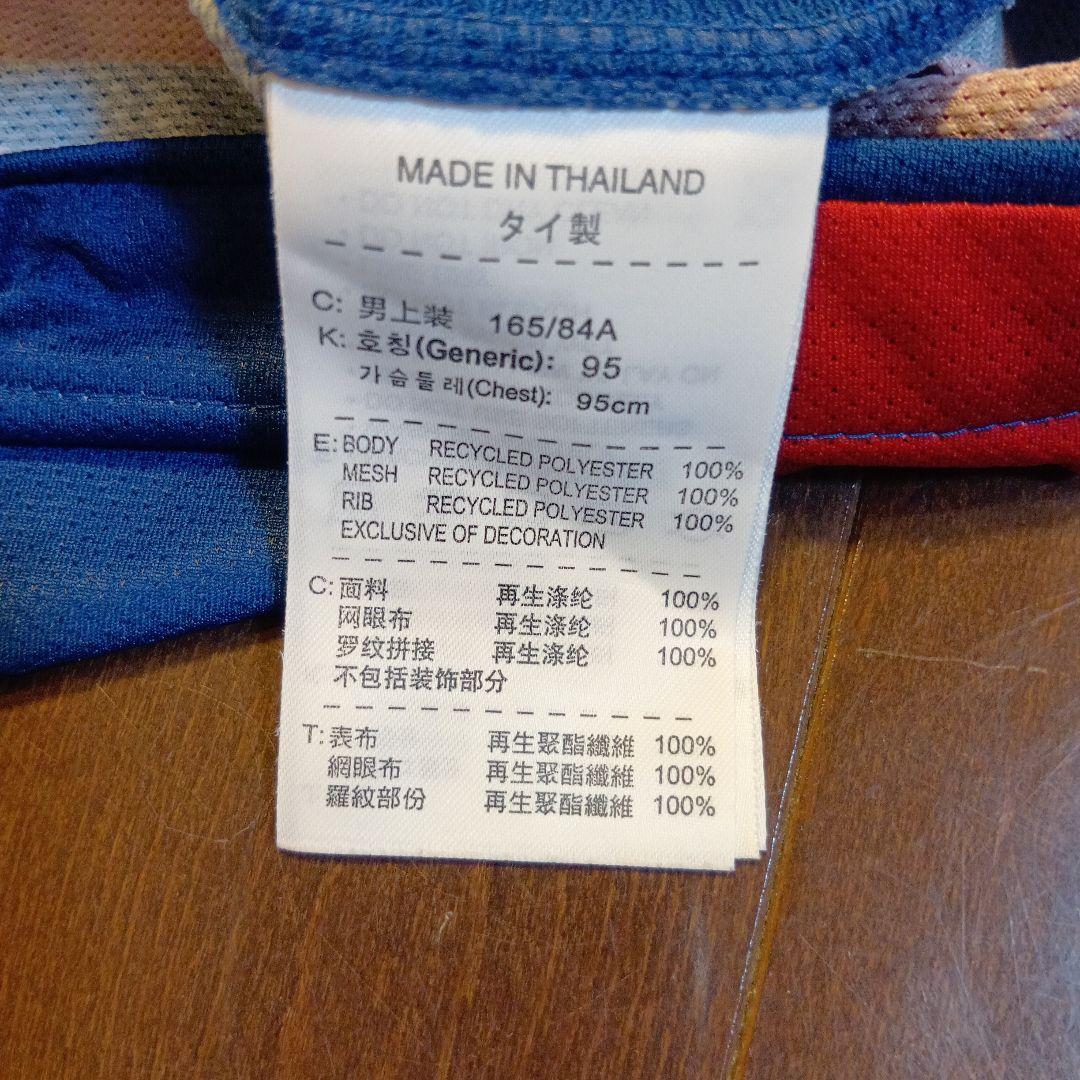 MADE IN THAILAND
タイ製
C: 男上装 165/84A
K: 호칭(Generic): 95
가슴둘레(Chest): 95cm
E: BODY RECYCLED POLYESTER 100%
MESH RECYCLED POLYESTER 100%
RIB RECYCLED POLYESTER 100%
EXCLUSIVE OF DECORATION
C: 面料 再生涤纶 100%
网眼布 再生涤纶 100%
罗纹拼接 再生涤纶 100%
不包括装饰部分
T: 表布 再生聚酯纖維 100%
網眼布 再生聚酯纖維 100%
羅紋部份 再生聚酯纖維 100%